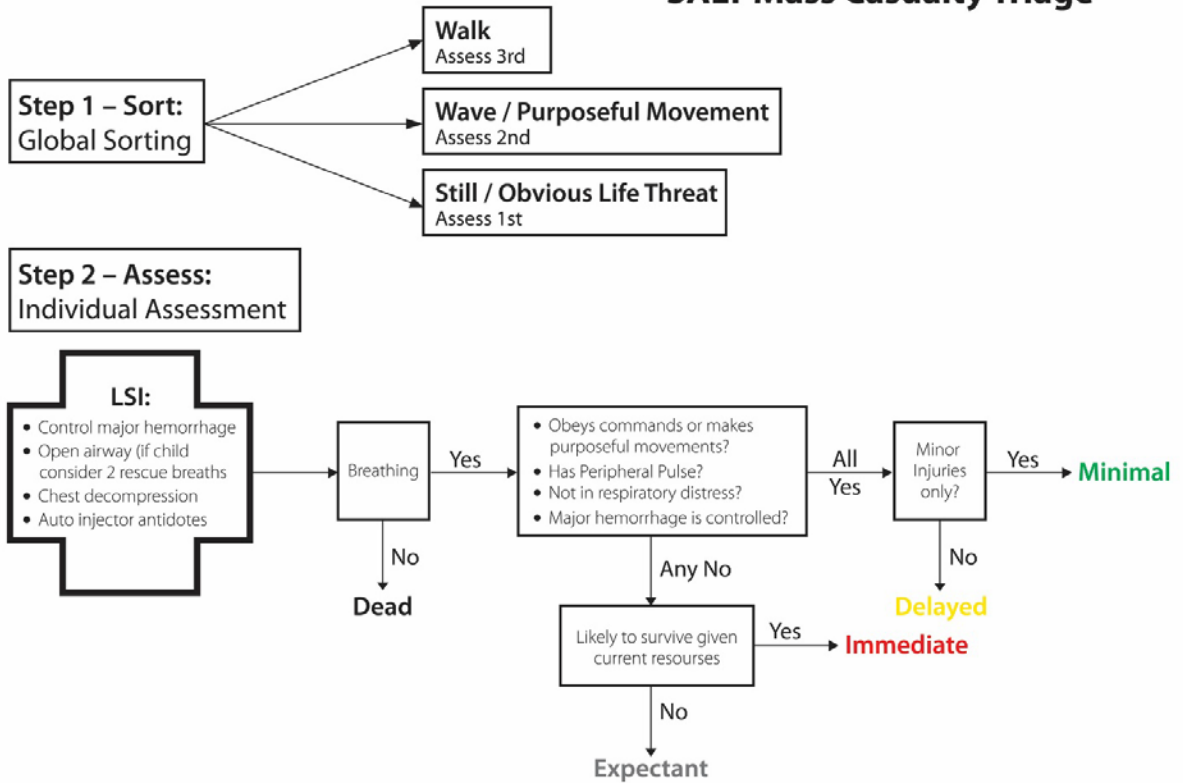 SALT Mass Casualty Triage
Walk
Assess 3rd
Step 1 – Sort:
Global Sorting
Wave / Purposeful Movement
Assess 2nd
Still / Obvious Life Threat
Assess 1st
Step 2 – Assess:
Individual Assessment
LSI:
• Control major hemorrhage
• Open airway (if child
consider 2 rescue breaths
• Chest decompression
• Auto injector antidotes
Breathing
Yes
No
Dead
• Obeys commands or makes
purposeful movements?
• Has Peripheral Pulse?
• Not in respiratory distress?
• Major hemorrhage is controlled?
All
Yes
Minor
Injuries
only?
Yes
Minimal
No
Delayed
Any No
Likely to survive given
current resourses
Yes
Immediate
No
Expectant